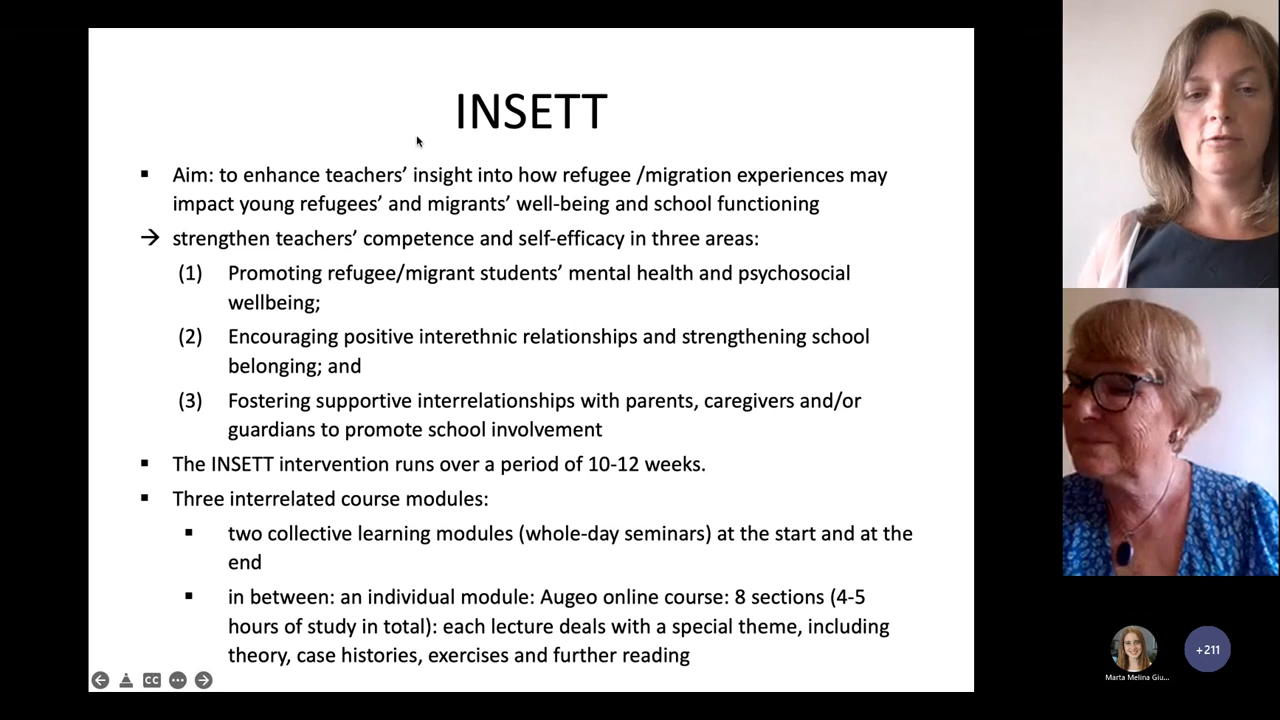 INSETT
▪ Aim: to enhance teachers’ insight into how refugee /migration experiences may
impact young refugees’ and migrants’ well-being and school functioning
→ strengthen teachers’ competence and self-efficacy in three areas:
(1) Promoting refugee/migrant students’ mental health and psychosocial
wellbeing;
(2) Encouraging positive interethnic relationships and strengthening school
belonging; and
(3) Fostering supportive interrelationships with parents, caregivers and/or
guardians to promote school involvement
▪ The INSETT intervention runs over a period of 10-12 weeks.
▪ Three interrelated course modules:
▪ two collective learning modules (whole-day seminars) at the start and at the
end
▪ in between: an individual module: Augeo online course: 8 sections (4-5
hours of study in total): each lecture deals with a special theme, including
theory, case histories, exercises and further reading
CC
+211
Marta Melina Giu...